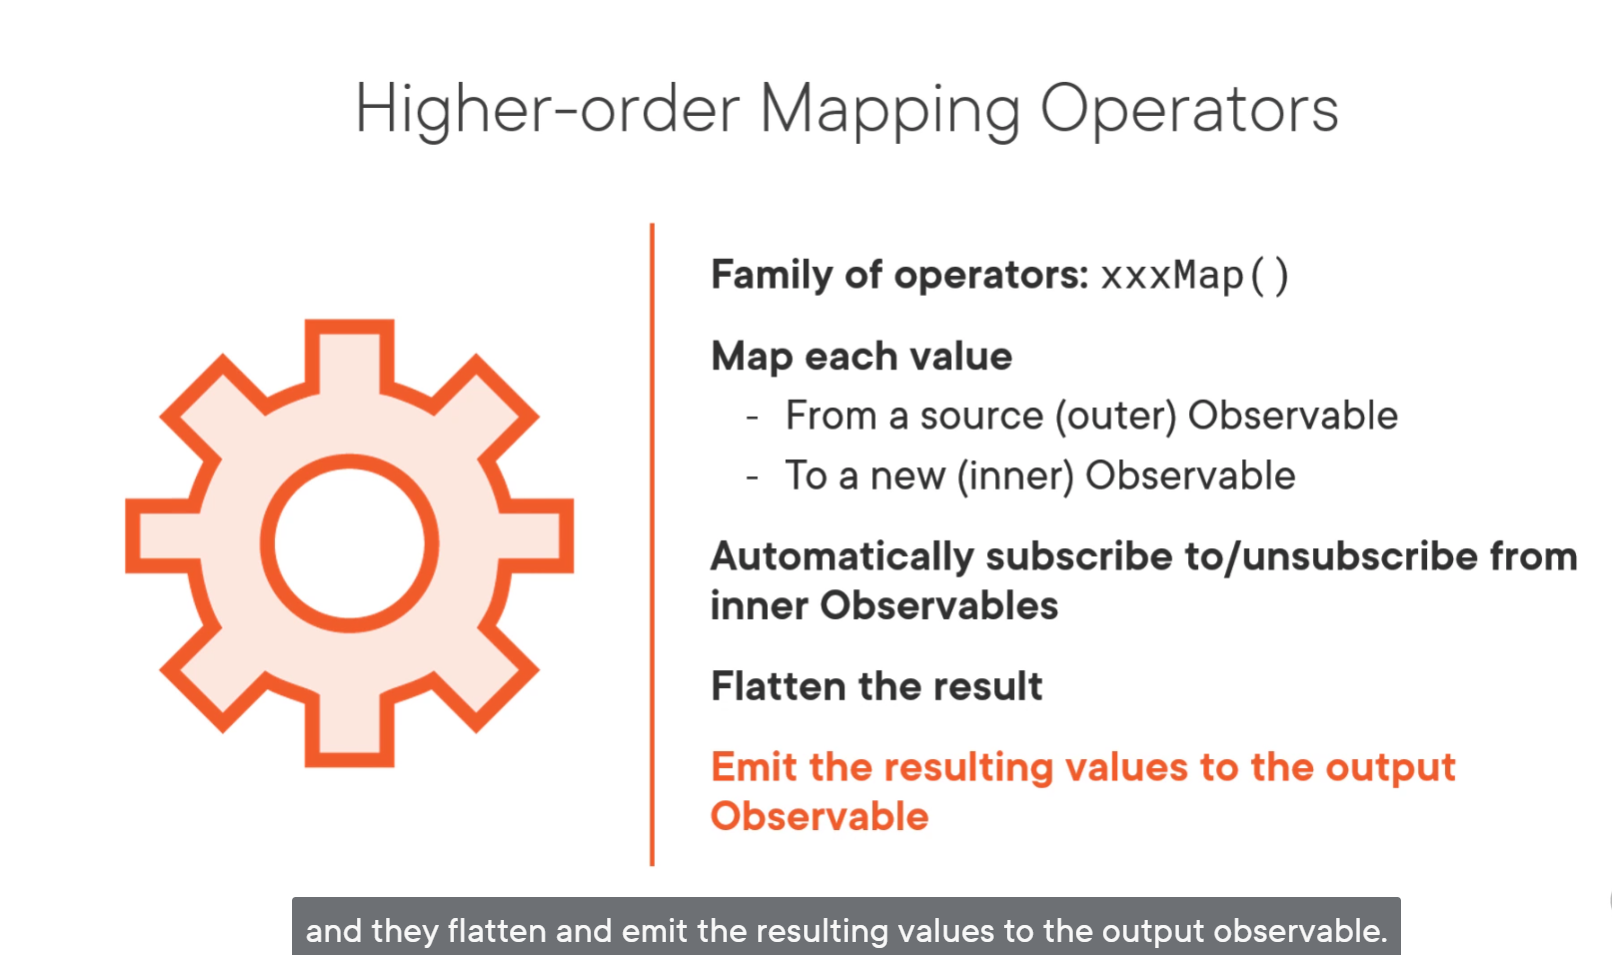 Higher-order Mapping Operators
Family of operators: xxxMap()
Map each value
- From a source (outer) Observable
- To a new (inner) Observable
Automatically subscribe to/unsubscribe from
inner Observables
Flatten the result
Emit the resulting values to the output
Observable
and they flatten and emit the resulting values to the output observable.